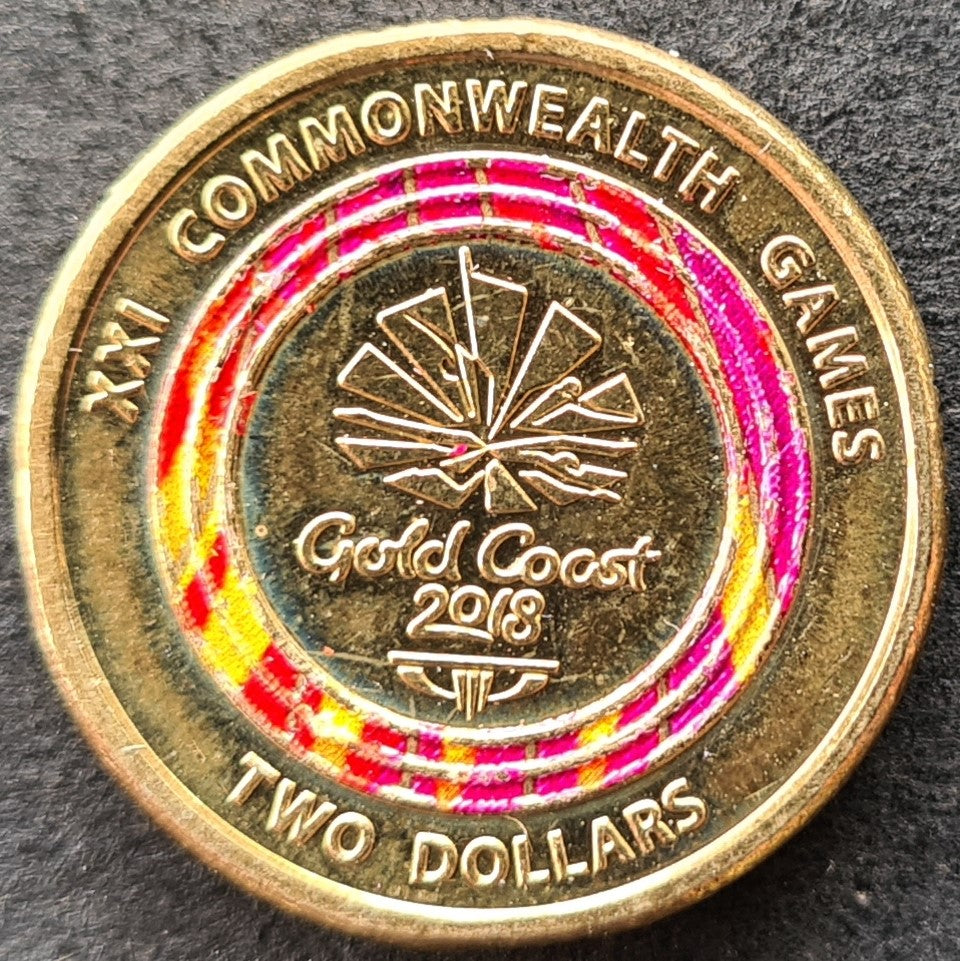 XXI COMMONWEALTH GAMES
Gold Coast
2018
TWO DOLLARS